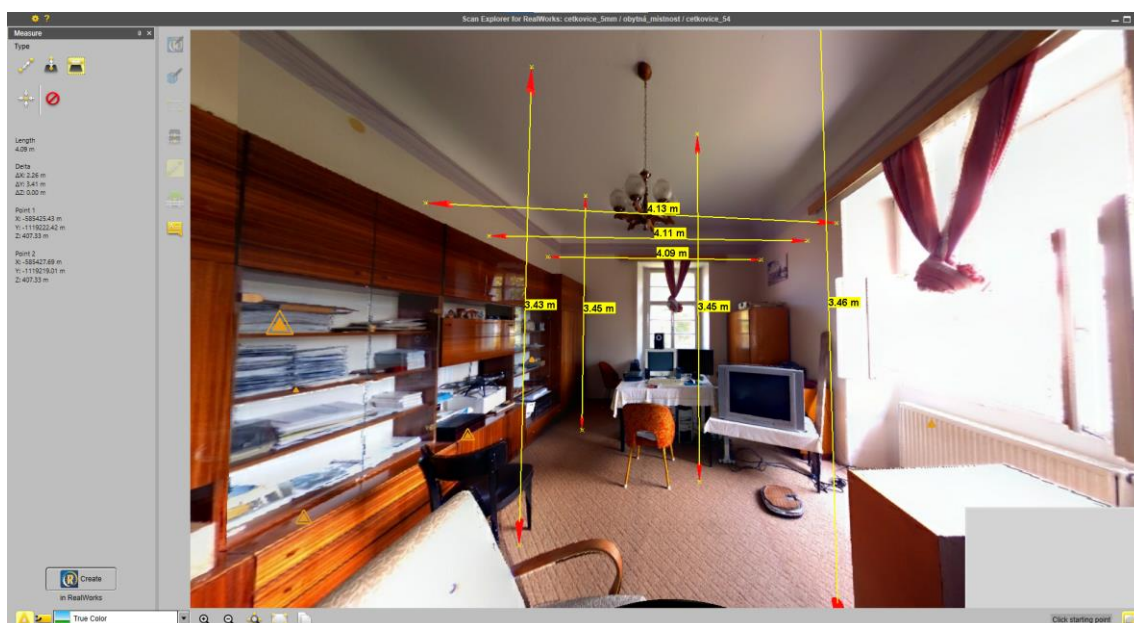 Scan Explorer for RealWorks: cetkovice_5mm / obytná_místnost / cetkovice_54
Measure
Type
Length
4.09 m
Delta
ΔX: 2.26 m
ΔY: 3.41 m
ΔZ: 0.00 m
Point 1
X: -585425.43 m
Y: -1119222.42 m
Z: 407.33 m
Point 2
X: -585427.69 m
Y: -1119219.01 m
Z: 407.33 m
4.13 m
4.11 m
4.09 m
3.43 m
3.45 m
3.45 m
3.46 m
Create
in RealWorks
True Color
Click starting point